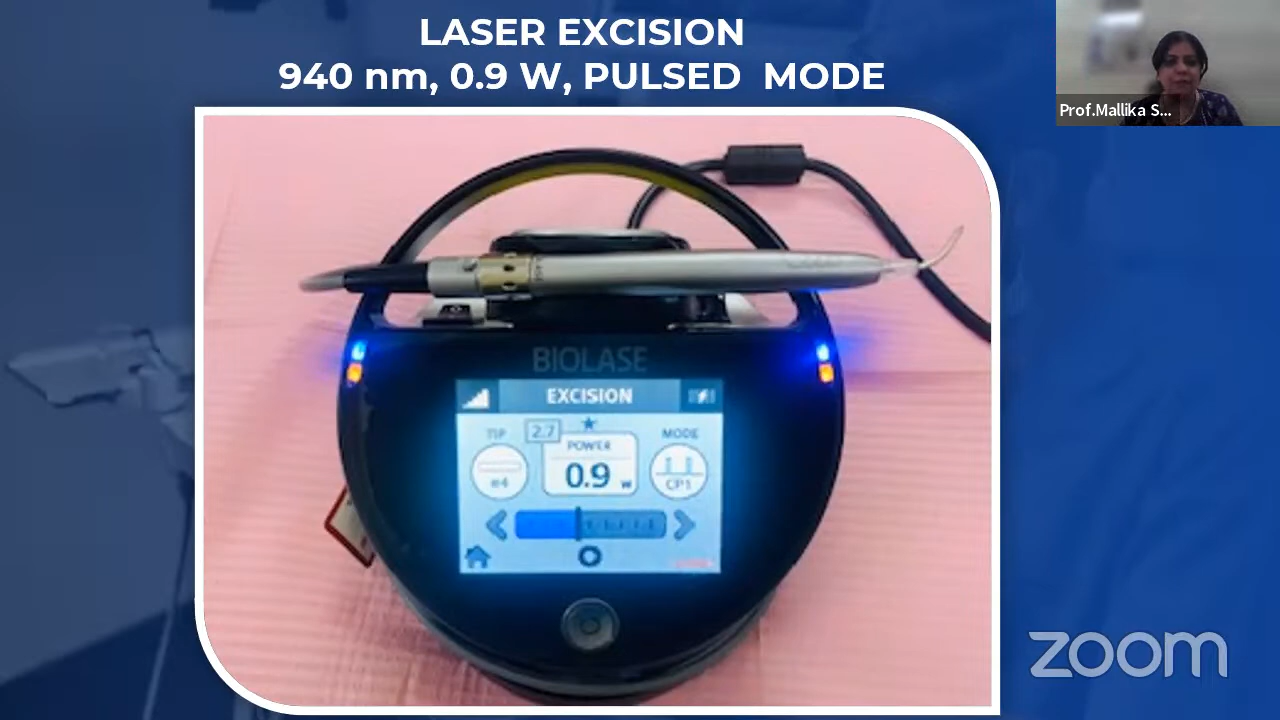 LASER EXCISION
940 nm, 0.9 W, PULSED MODE
Prof.Mallika S...
BIOLASE
EXCISION
TIP
2.7
POWER
MODE
0.9 w
e4
CP1
zoom